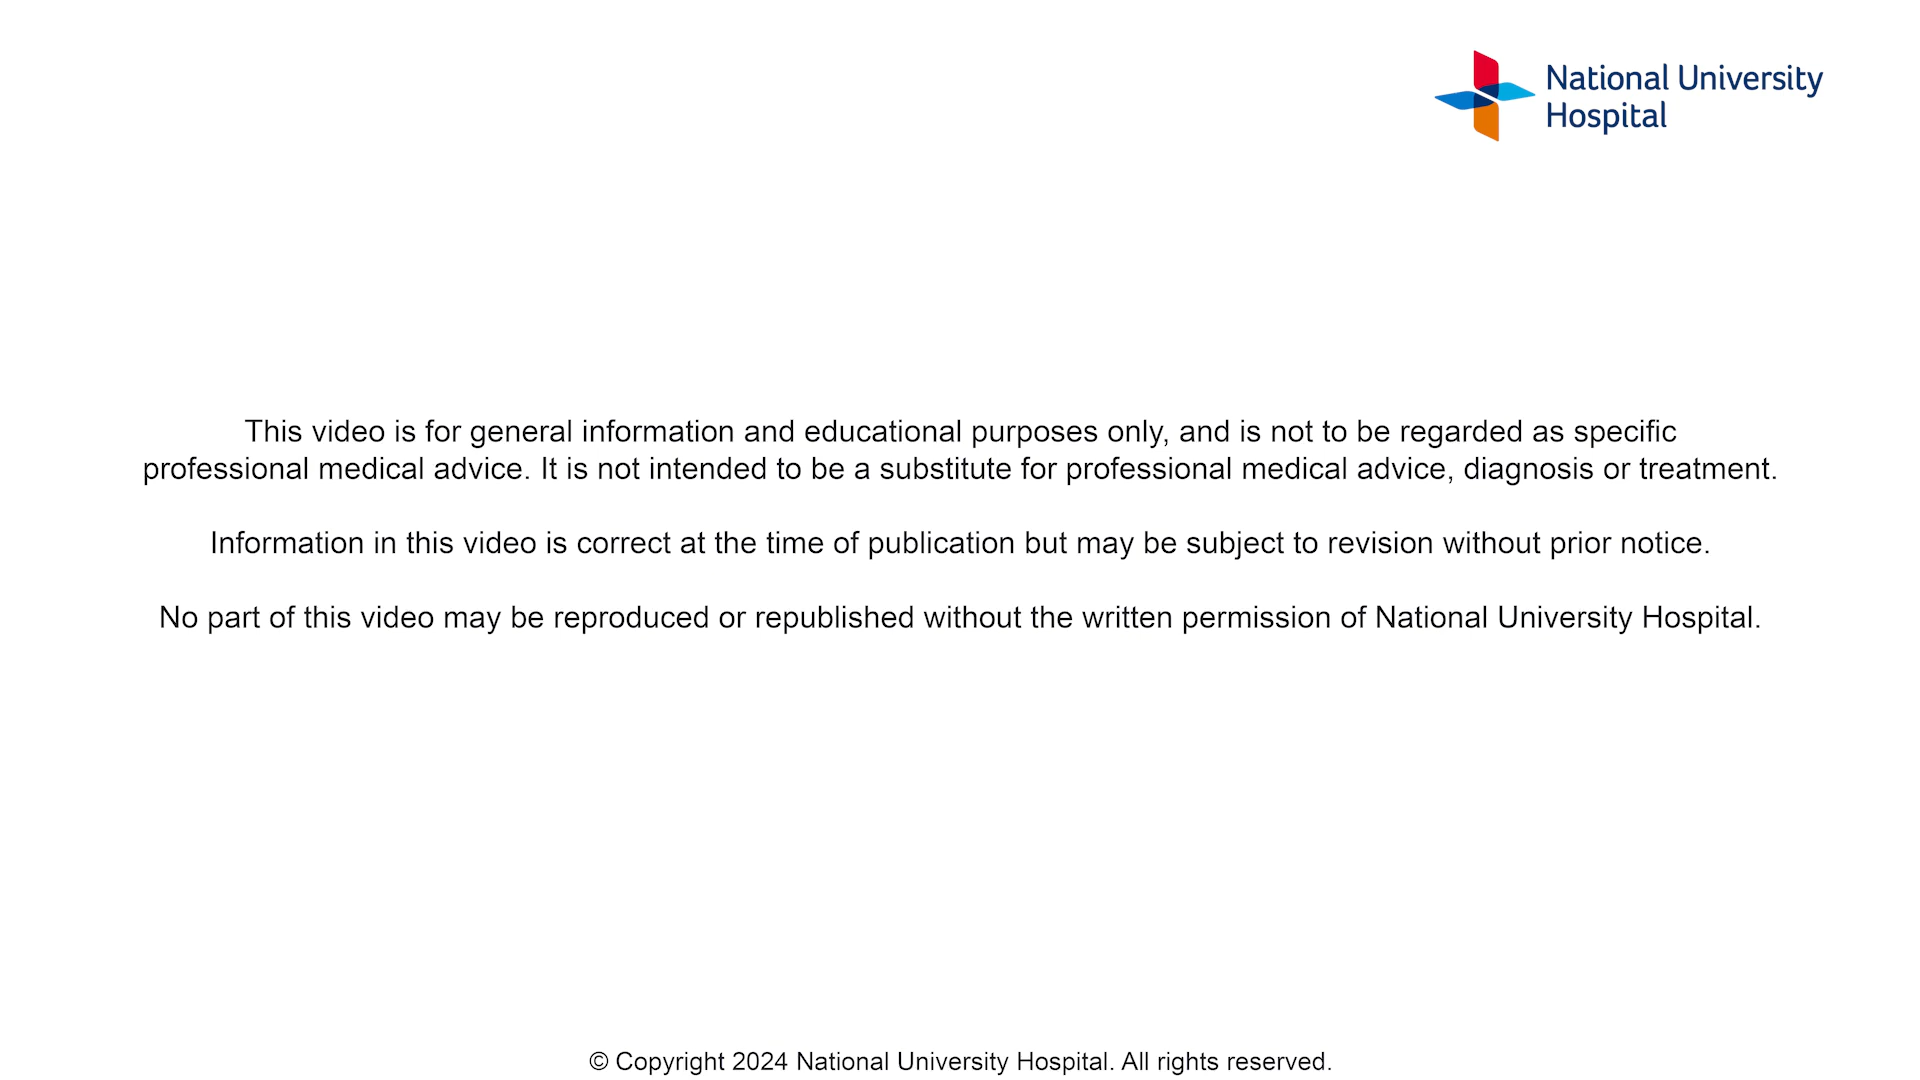 National University
Hospital
This video is for general information and educational purposes only, and is not to be regarded as specific
professional medical advice. It is not intended to be a substitute for professional medical advice, diagnosis or treatment.
Information in this video is correct at the time of publication but may be subject to revision without prior notice.
No part of this video may be reproduced or republished without the written permission of National University Hospital.
© Copyright 2024 National University Hospital. All rights reserved.